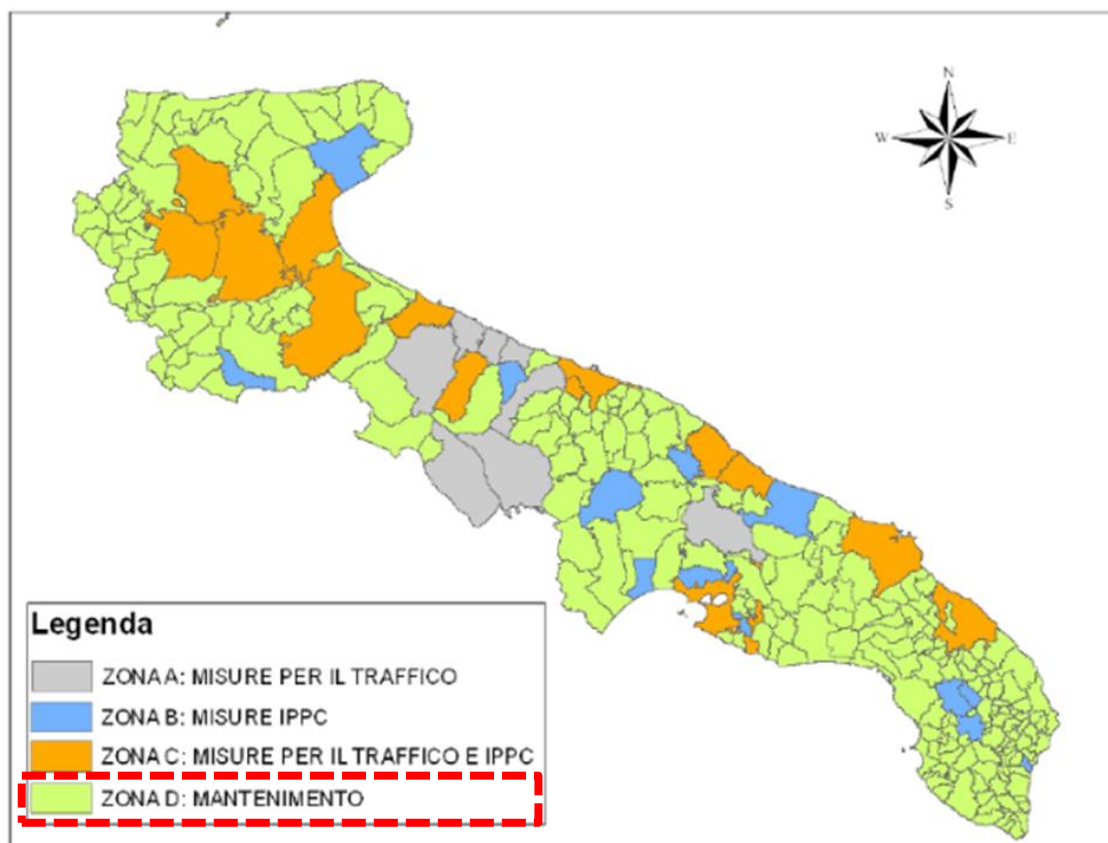 N
W E
S
Legenda
ZONA A: MISURE PER IL TRAFFICO
ZONA B: MISURE IPPC
ZONA C: MISURE PER IL TRAFFICO E IPPC
ZONA D: MANTENIMENTO